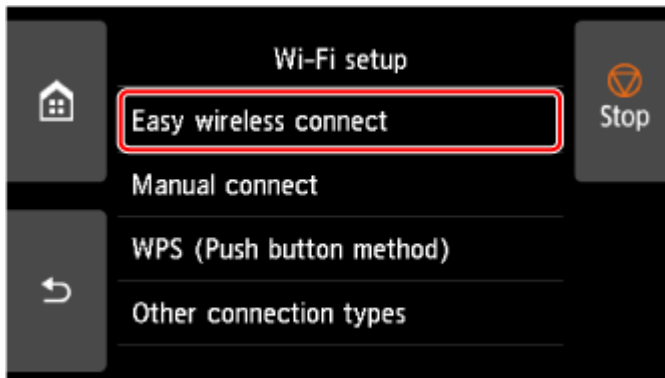 Wi-Fi setup
Easy wireless connect
Stop
Manual connect
WPS (Push button method)
Other connection types